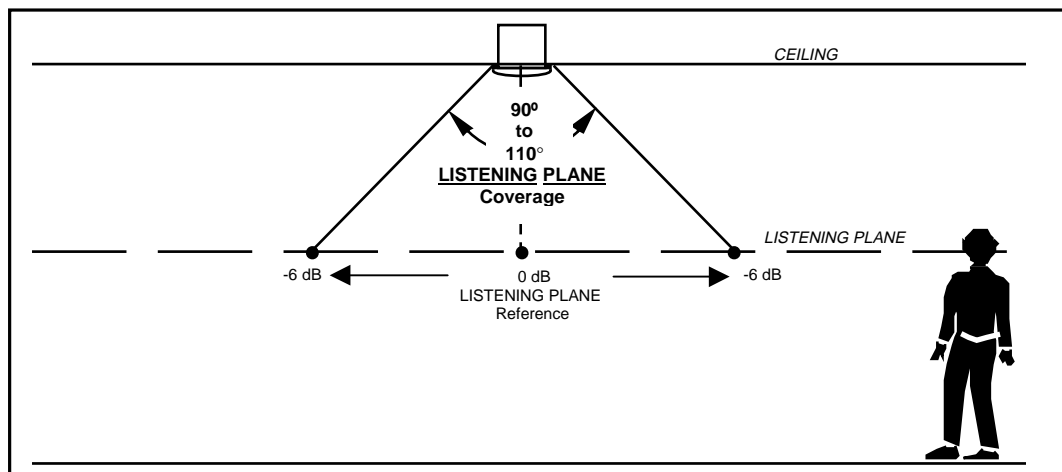 CEILING
90º
to
110°
LISTENING PLANE
Coverage
LISTENING PLANE
-6 dB
0 dB
-6 dB
LISTENING PLANE
Reference